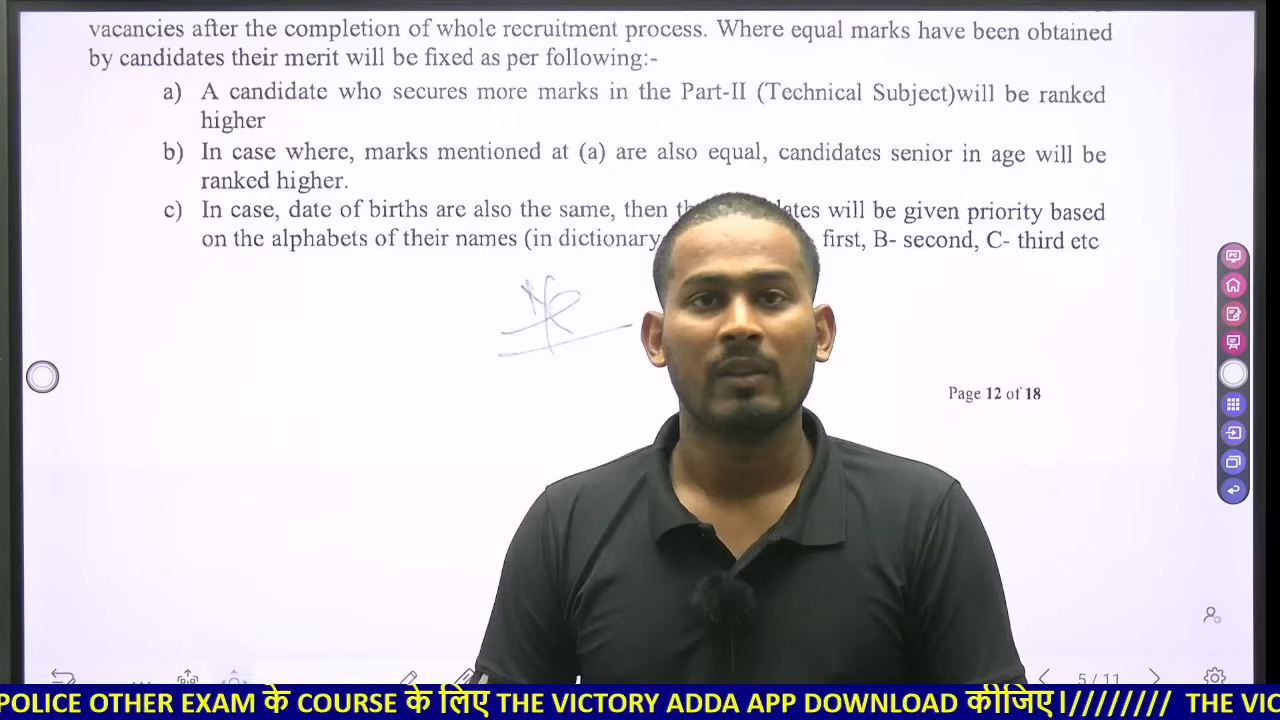 vacancies after the completion of whole recruitment process. Where equal marks have been obtained
by candidates their merit will be fixed as per following:-
a) A candidate who secures more marks in the Part-II (Technical Subject)will be ranked
higher
b) In case where, marks mentioned at (a) are also equal, candidates senior in age will be
ranked higher.
c) In case, date of births are also the same, then will be given priority based
on the alphabets of their names (in dictionary first, B- second, C- third etc
Page 12 of 18
5 / 11
POLICE OTHER EXAM के COURSE के लिए THE VICTORY ADDA APP DOWNLOAD कीजिए।//////// THE VIC